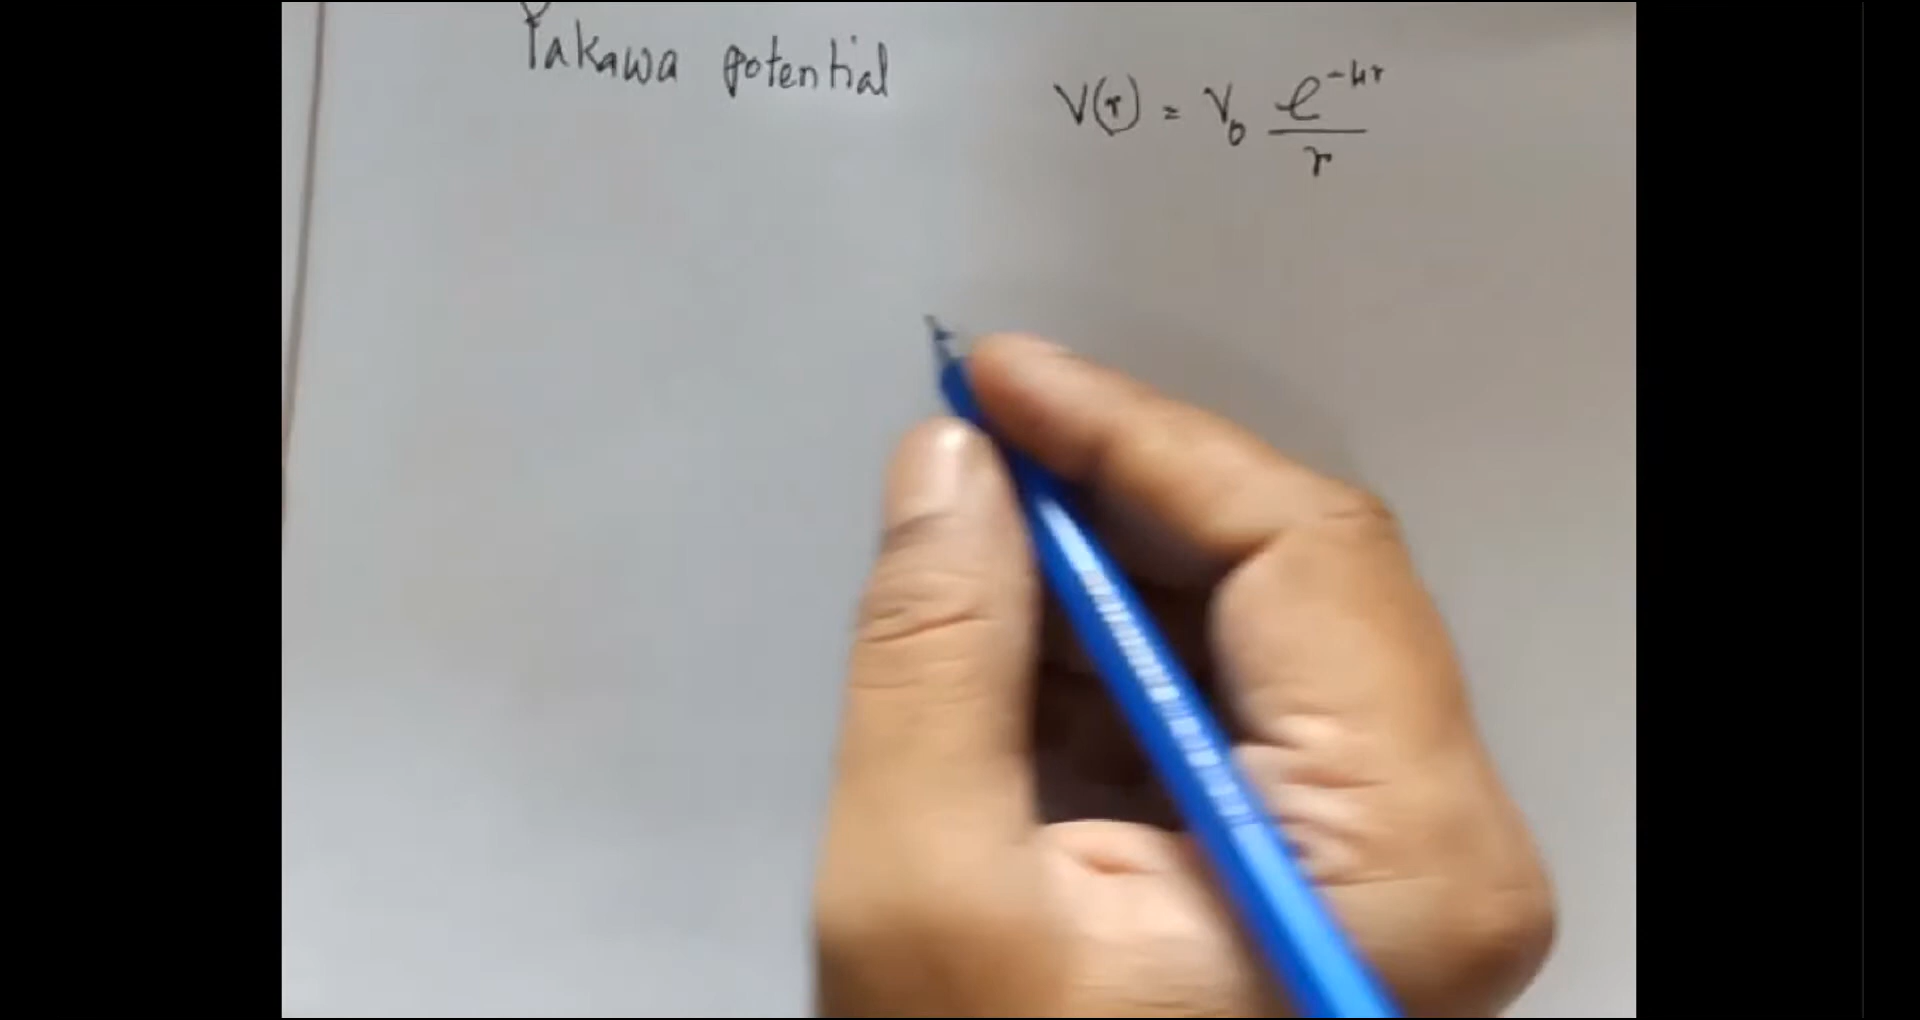 Yakawa potential
V(r) = V₀ e^{-μr} / r